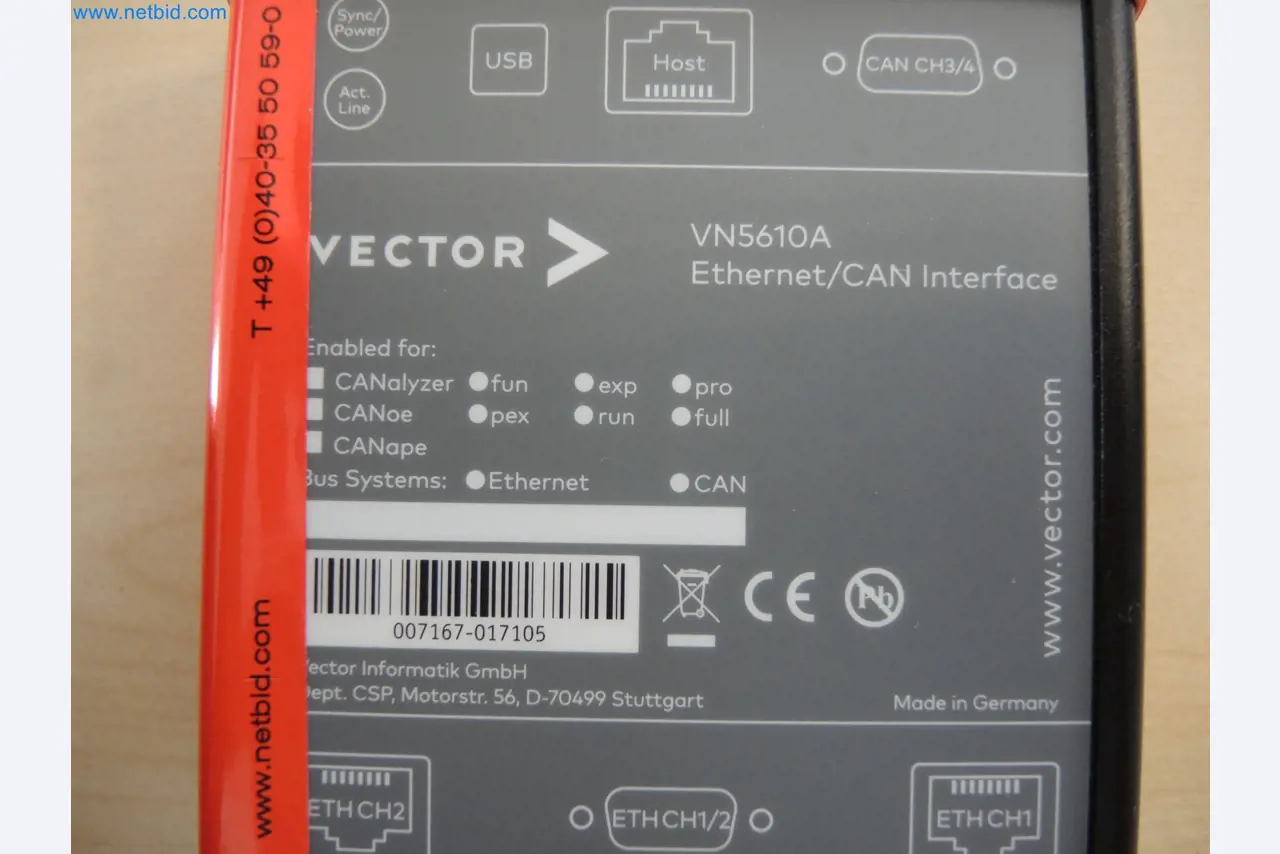 www.netbid.com
T +49 (0)40-35 50 59-0
www.netbid.com
Sync/
Power
Act.
Line
USB
Host
CAN CH3/4
VECTOR
VN5610A
Ethernet/CAN Interface
Enabled for:
CANalyzer fun exp pro
CANoe pex run full
CANape
Bus Systems: Ethernet CAN
007167-017105
CE
Pb
Vector Informatik GmbH
Dept. CSP, Motorstr. 56, D-70499 Stuttgart
Made in Germany
www.vector.com
ETH CH2
ETH CH1/2
ETH CH1